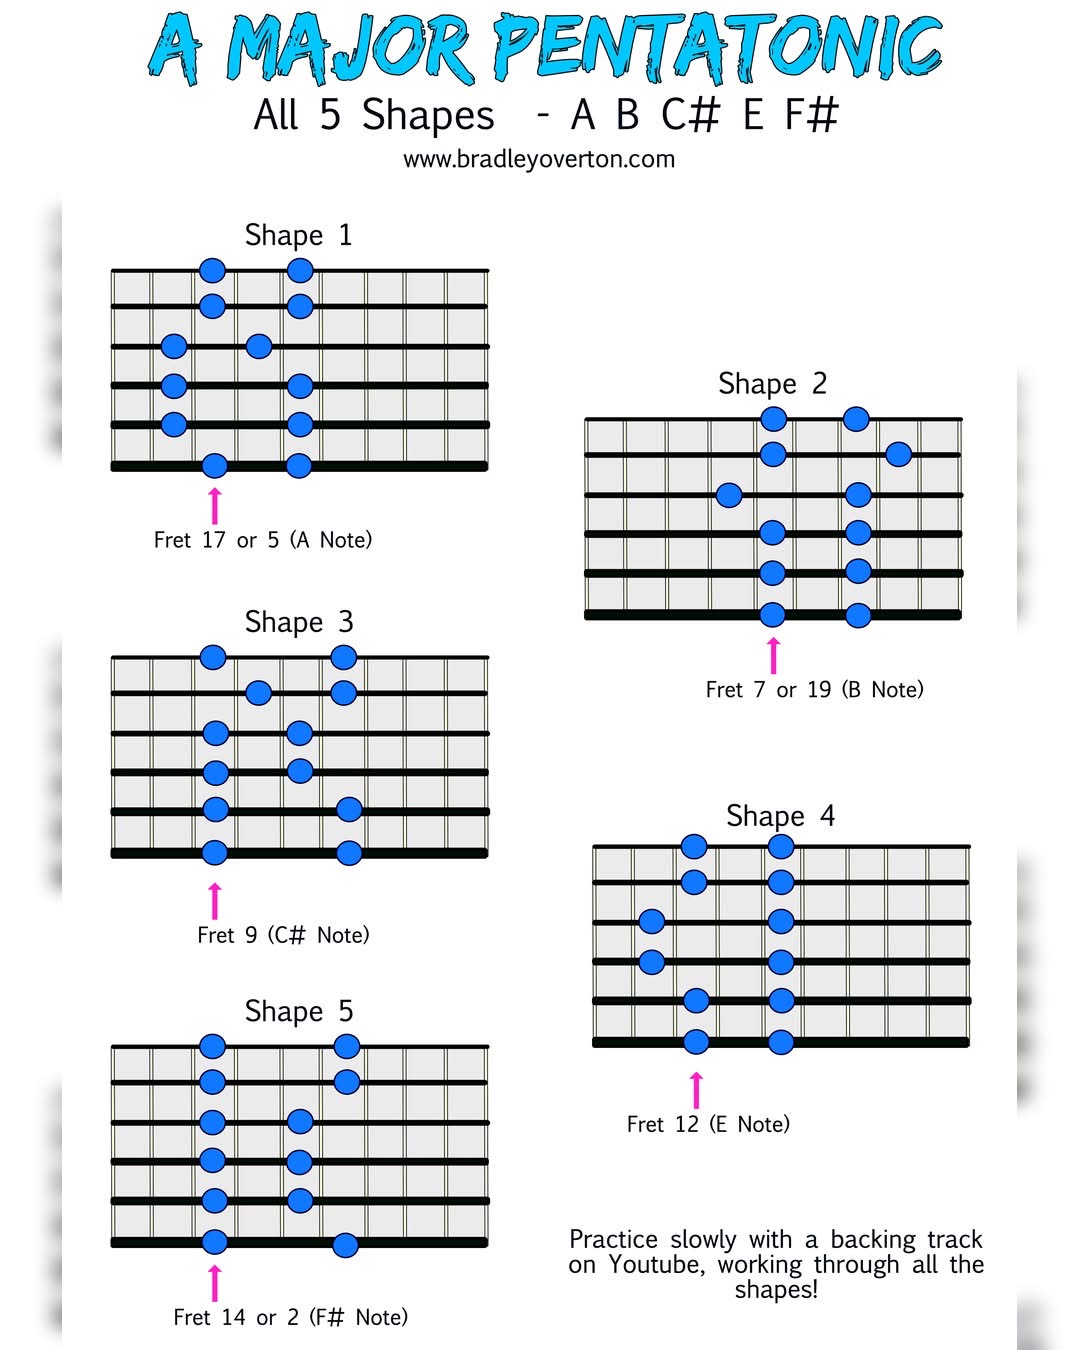 A MAJOR PENTATONIC
All 5 Shapes - A B C# E F#
www.bradleyoverton.com
Shape 1
Fret 17 or 5 (A Note)
Shape 2
Fret 7 or 19 (B Note)
Shape 3
Fret 9 (C# Note)
Shape 4
Fret 12 (E Note)
Shape 5
Fret 14 or 2 (F# Note)
Practice slowly with a backing track
on Youtube, working through all the
shapes!